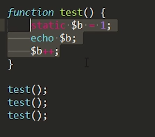 function test() {
static $b = 1;
echo $b;
$b++;
}
test();
test();
test();